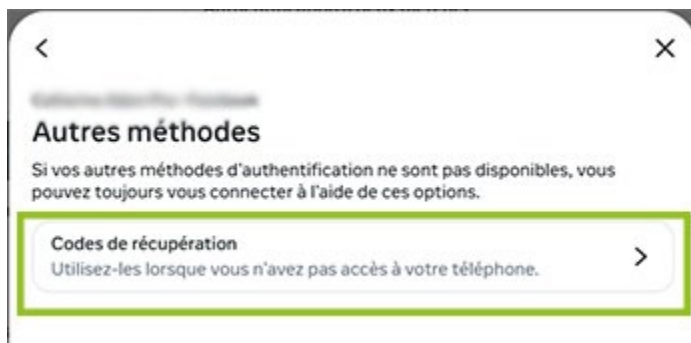 Autres méthodes
Si vos autres méthodes d'authentification ne sont pas disponibles, vous
pouvez toujours vous connecter à l'aide de ces options.
Codes de récupération
Utilisez-les lorsque vous n'avez pas accès à votre téléphone.